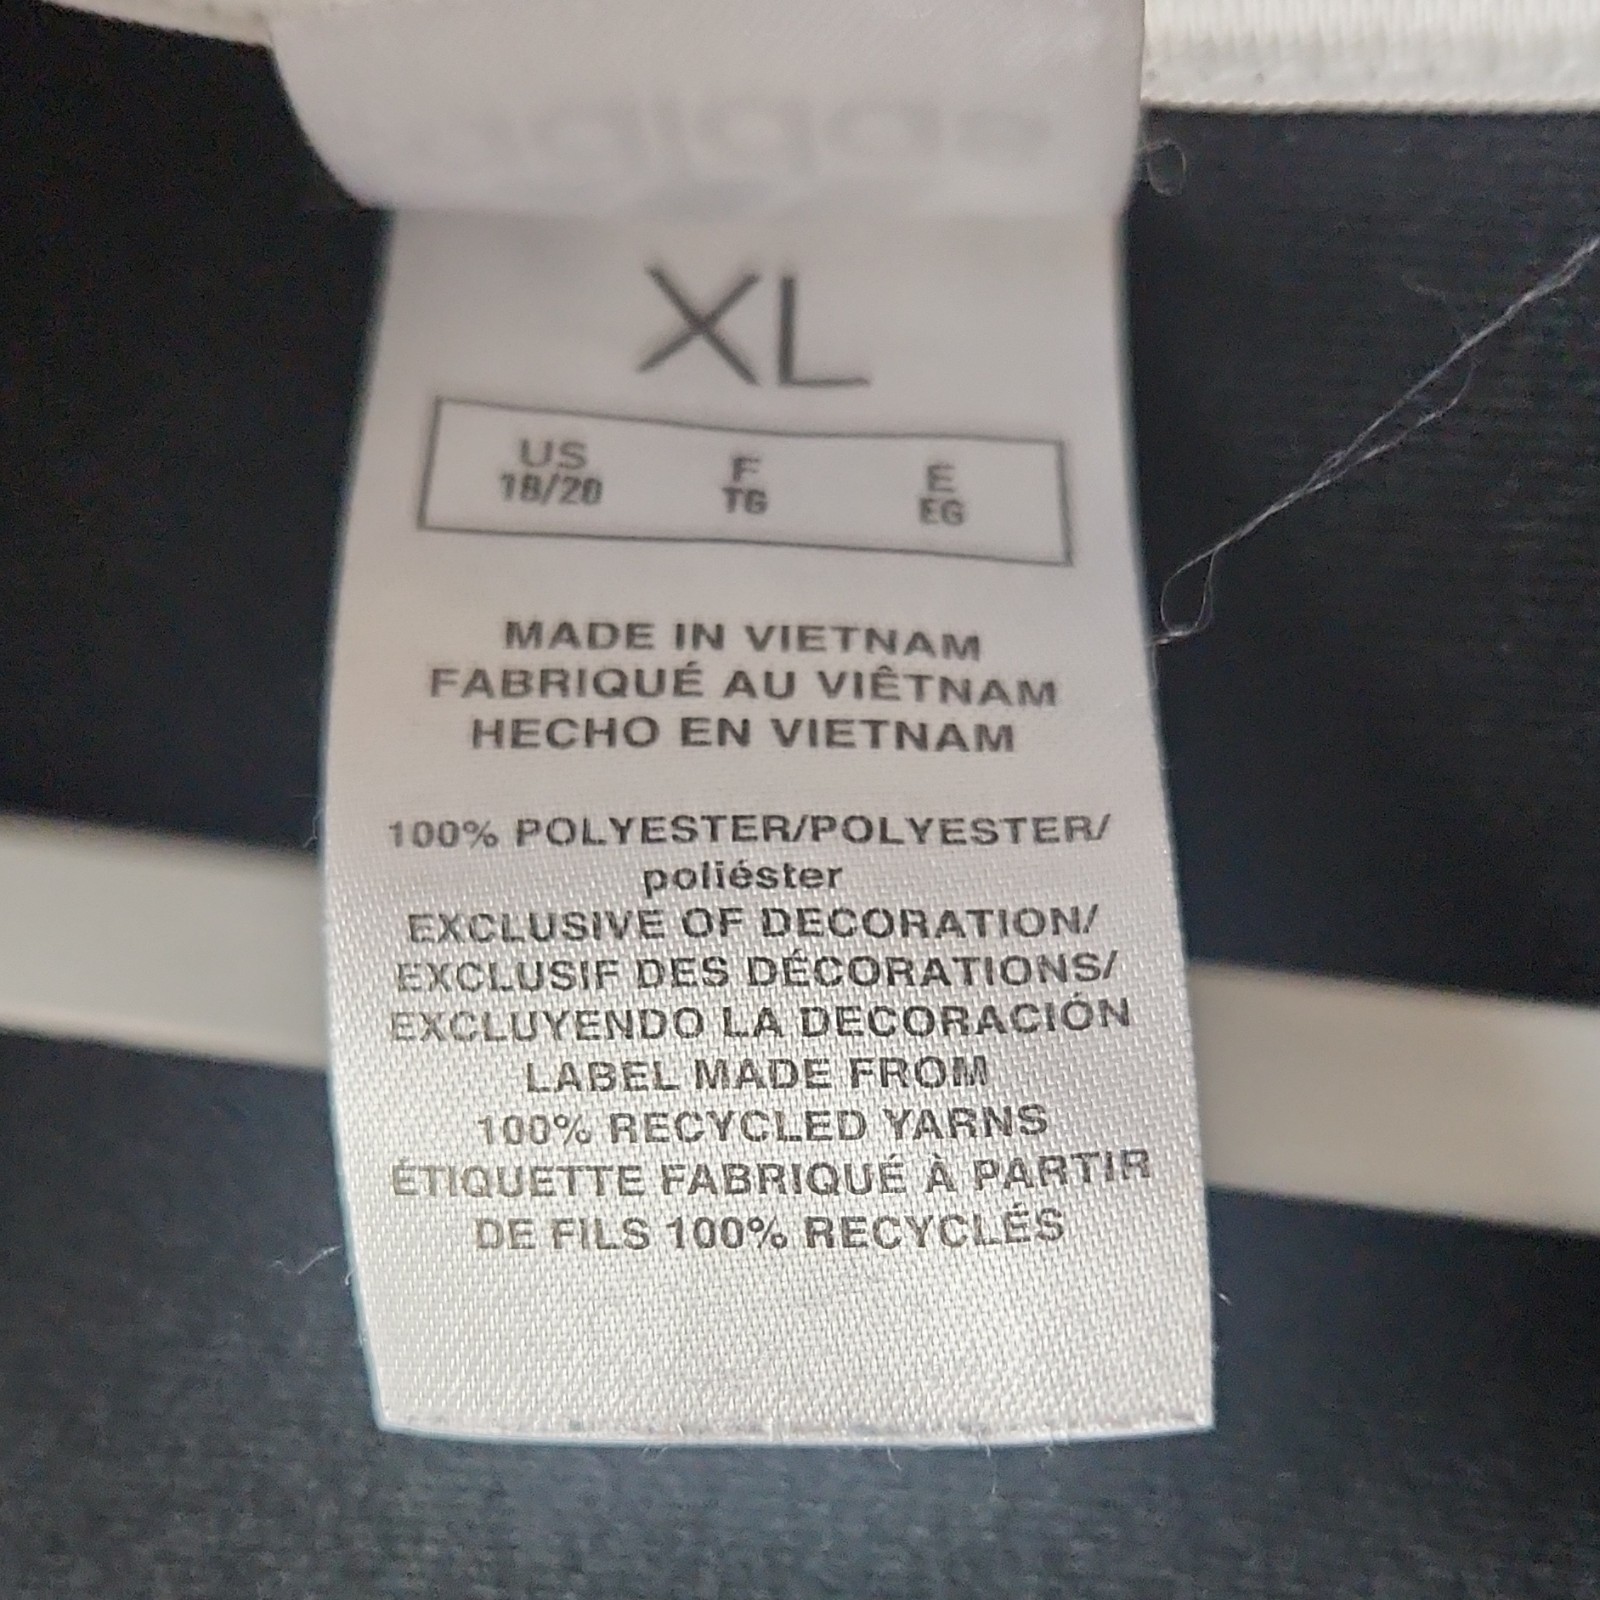 XL
US F E
18/20 TG EG
MADE IN VIETNAM
FABRIQUÉ AU VIÊTNAM
HECHO EN VIETNAM
100% POLYESTER/POLYESTER/
poliéster
EXCLUSIVE OF DECORATION/
EXCLUSIF DES DÉCORATIONS/
EXCLUYENDO LA DECORACIÓN
LABEL MADE FROM
100% RECYCLED YARNS
ÉTIQUETTE FABRIQUÉ À PARTIR
DE FILS 100% RECYCLÉS